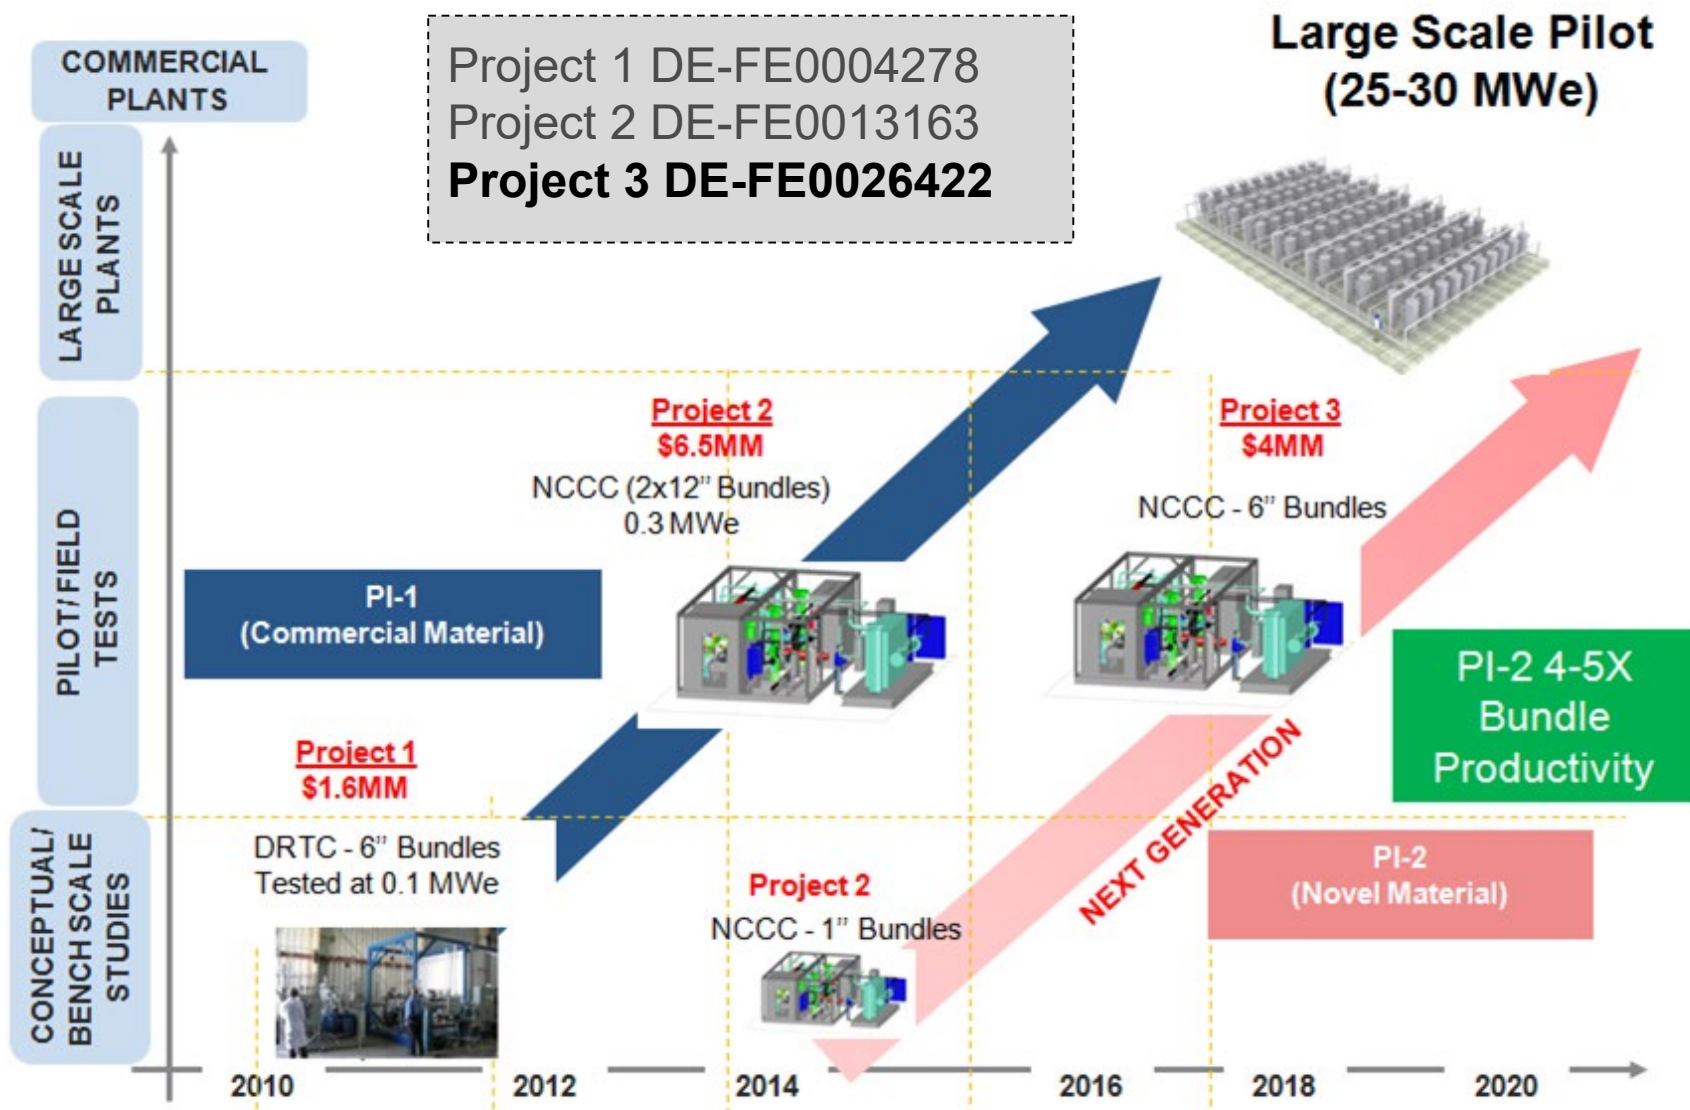 COMMERCIAL
PLANTS
Project 1 DE-FE0004278
Project 2 DE-FE0013163
Project 3 DE-FE0026422
Large Scale Pilot
(25-30 MWe)
LARGE SCALE
PLANTS
Project 2
$6.5MM
NCCC (2x12” Bundles)
0.3 MWe
Project 3
$4MM
NCCC - 6” Bundles
PILOT/ FIELD
TESTS
PI-1
(Commercial Material)
PI-2 4-5X
Bundle
Productivity
Project 1
$1.6MM
DRTC - 6” Bundles
Tested at 0.1 MWe
NEXT GENERATION
CONCEPTUAL/
BENCH SCALE
STUDIES
Project 2
NCCC - 1” Bundles
PI-2
(Novel Material)
2010 2012 2014 2016 2018 2020